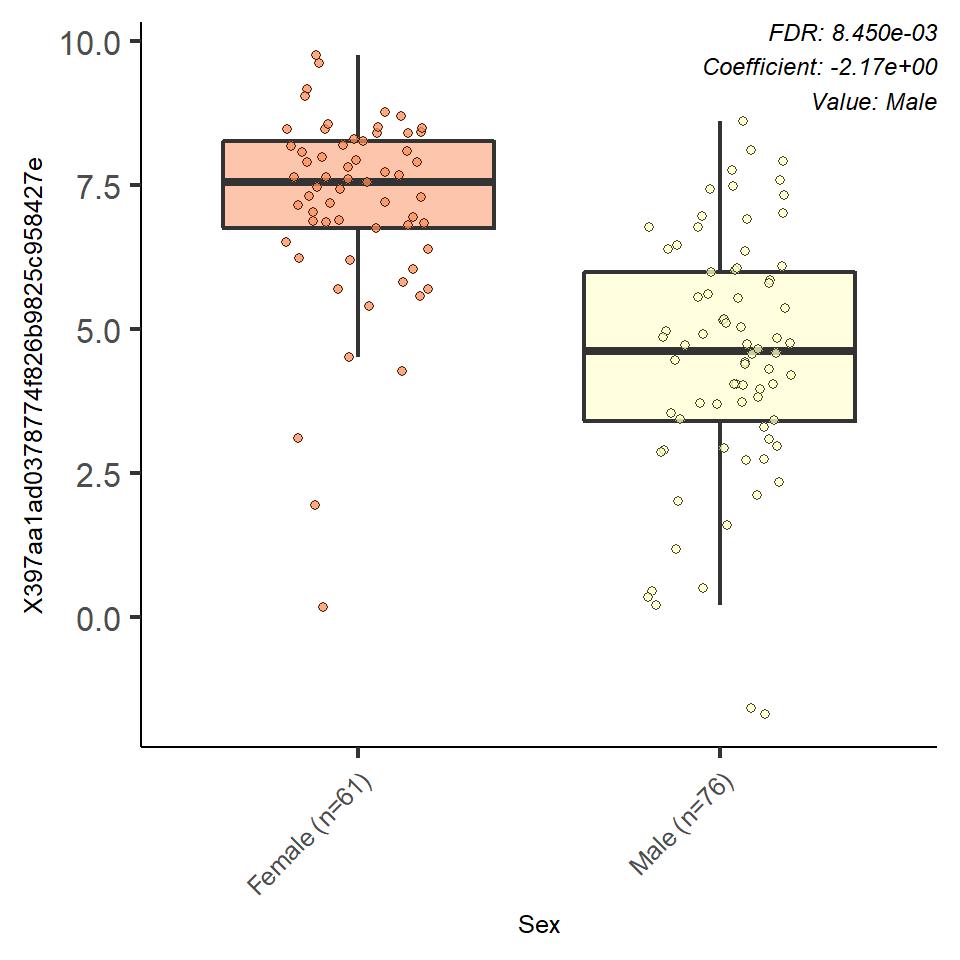 FDR: 8.450e-03
Coefficient: -2.17e+00
Value: Male
10.0
7.5
5.0
2.5
0.0
X397aa1ad0378774f826b9825c958427e
Female (n=61)
Male (n=76)
Sex